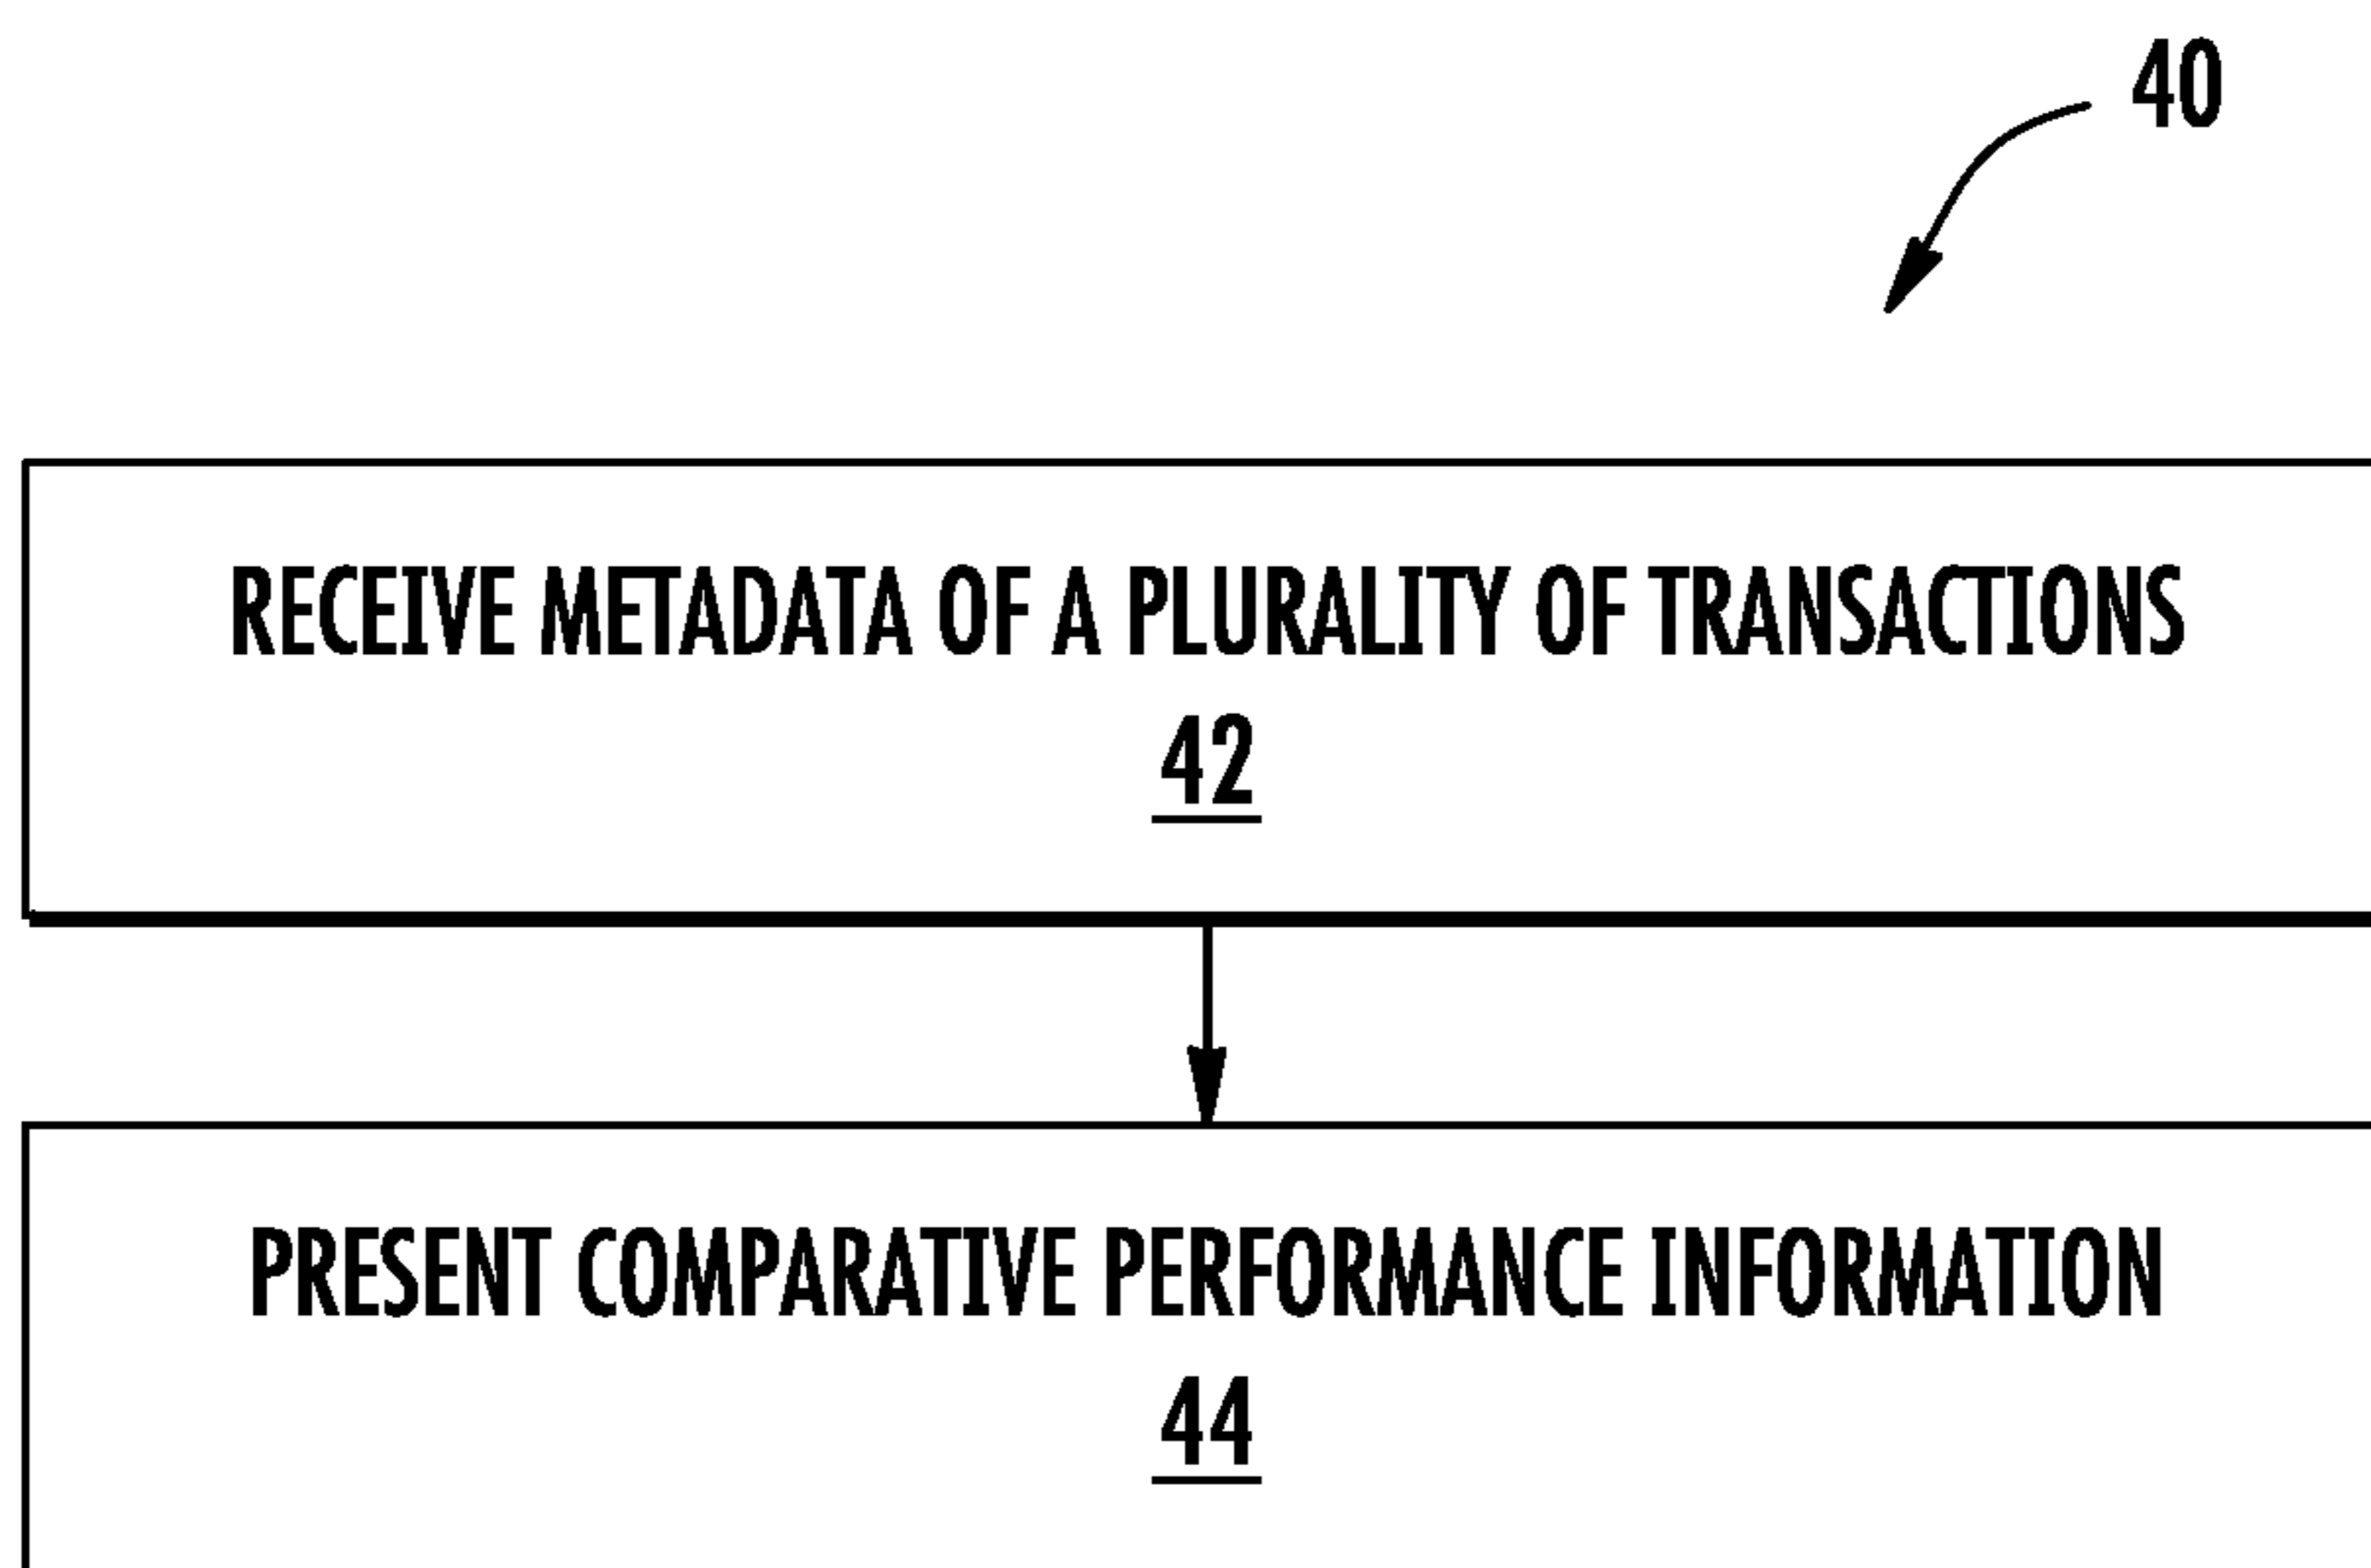 40
RECEIVE METADATA OF A PLURALITY OF TRANSACTIONS
42
PRESENT COMPARATIVE PERFORMANCE INFORMATION
44